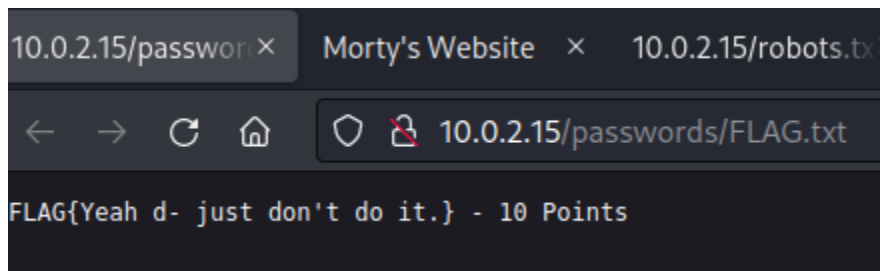 10.0.2.15/passwor × Morty's Website × 10.0.2.15/robots.tx
10.0.2.15/passwords/FLAG.txt
FLAG{Yeah d- just don't do it.} - 10 Points